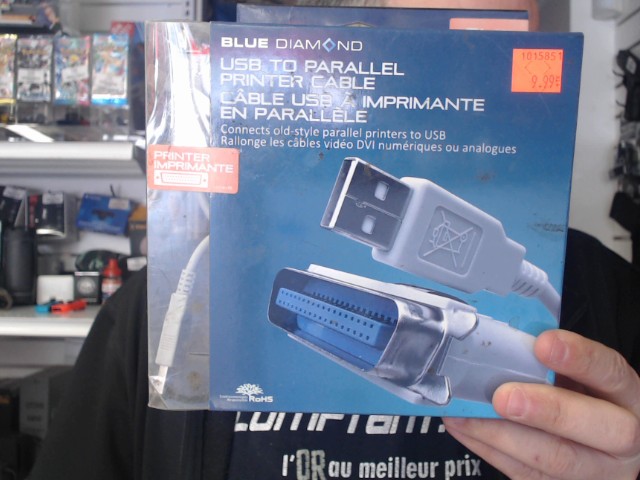 BLUE DIAMOND
USB TO PARALLEL
PRINTER CABLE
CÂBLE USB À IMPRIMANTE
EN PARALLÈLE
Connects old-style parallel printers to USB
Rallonge les câbles vidéo DVI numériques ou analogues
1015851
9.99
PRINTER
IMPRIMANTE
RoHS
COMPTANT
l'OR au meilleur prix